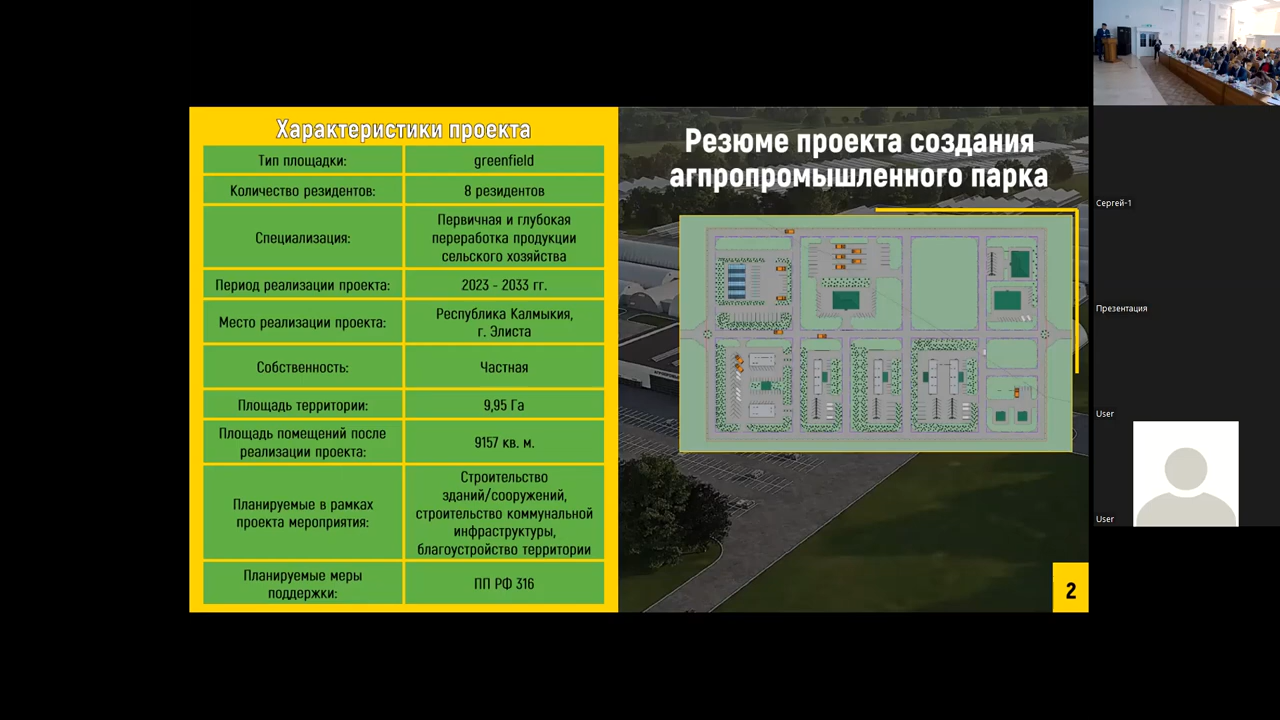 Характеристики проекта
Тип площадки:
greenfield
Количество резидентов:
8 резидентов
Специализация:
Первичная и глубокая
переработка продукции
сельского хозяйства
Период реализации проекта:
2023 - 2033 гг.
Место реализации проекта:
Республика Калмыкия,
г. Элиста
Собственность:
Частная
Площадь территории:
9,95 Га
Площадь помещений после
реализации проекта:
9157 кв. м.
Планируемые в рамках
проекта мероприятия:
Строительство
зданий/сооружений,
строительство коммунальной
инфраструктуры,
благоустройство территории
Планируемые меры
поддержки:
ПП РФ 316
Резюме проекта создания
агпропромышленного парка
2
Сергей-1
Презентация
User
User